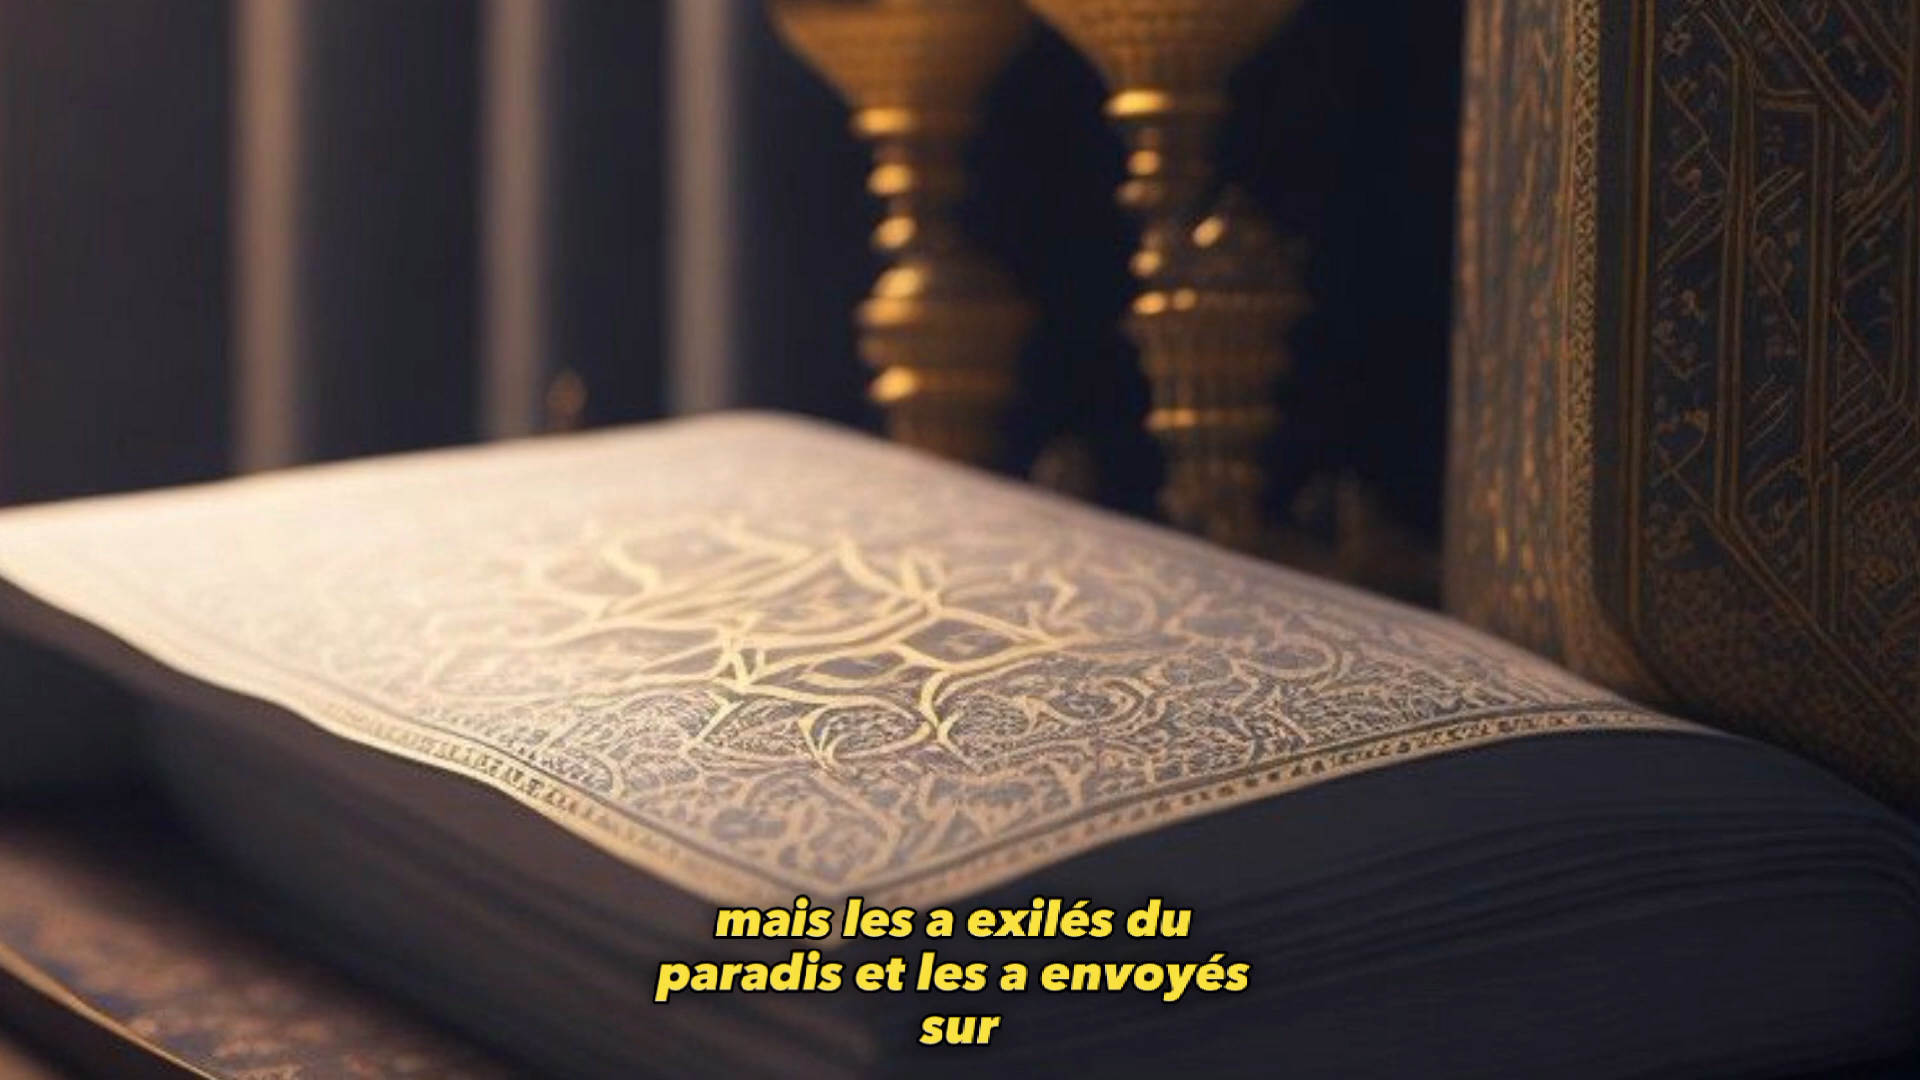 mais les a exilés du
paradis et les a envoyés
sur